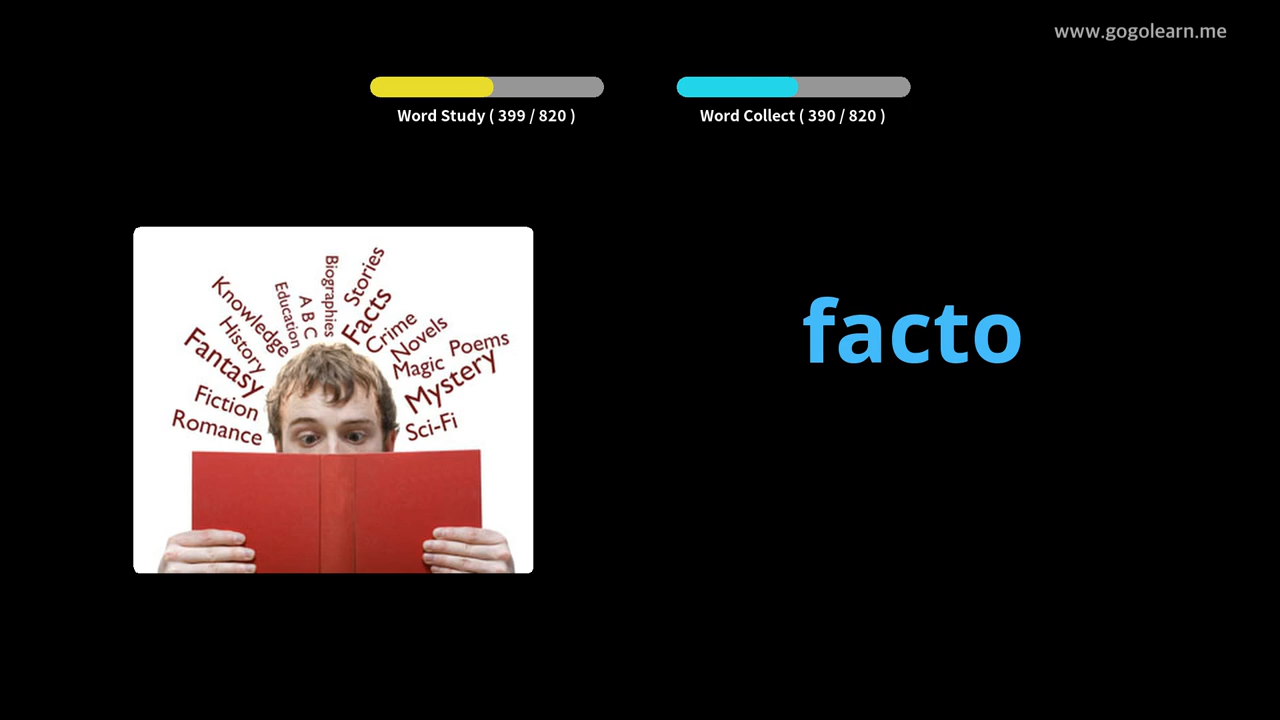 www.gogolearn.me
Word Study ( 399 / 820 )
Word Collect ( 390 / 820 )
Stories
Biographies
Facts
A B C
Education
Knowledge
Crime
Novels
History
Poems
Magic
Fantasy
Mystery
Fiction
Romance
Sci-Fi
facto